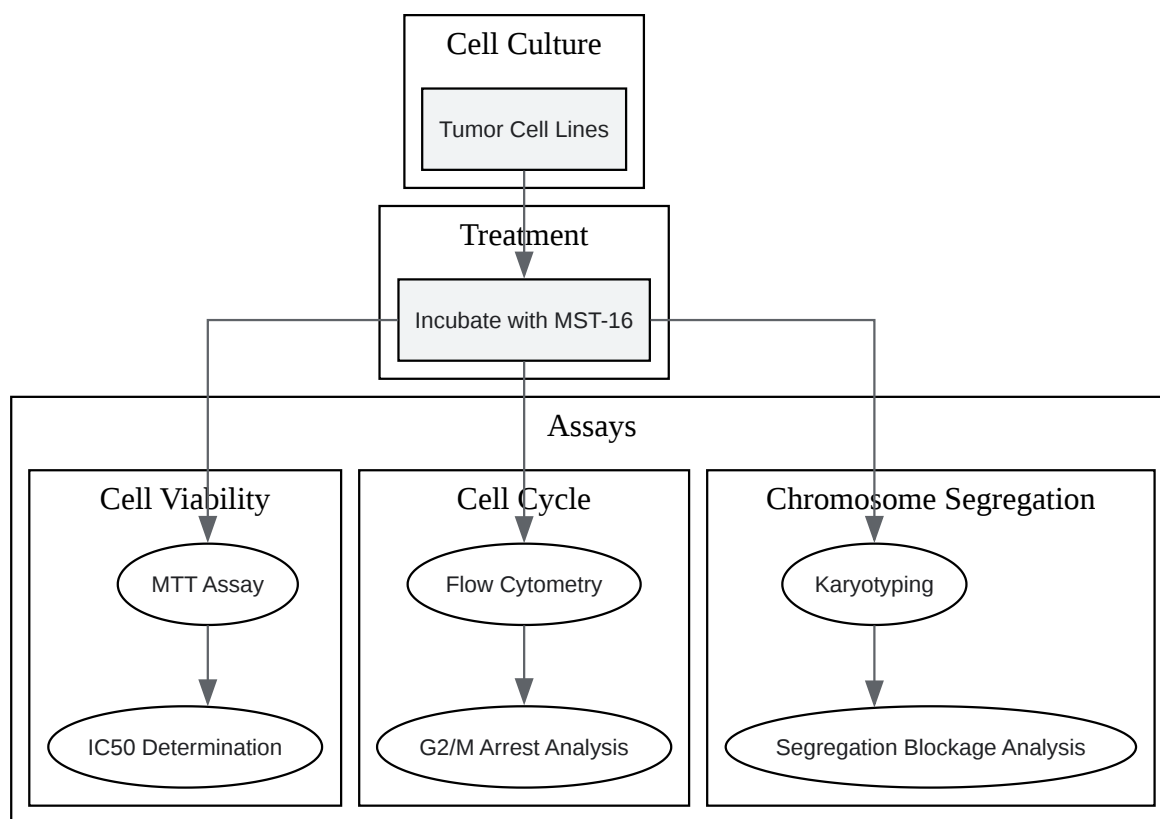 Cell Culture
Tumor Cell Lines
Treatment
Incubate with MST-16
Assays
Cell Viability
Cell Cycle
Chromosome Segregation
MTT Assay
Flow Cytometry
Karyotyping
IC50 Determination
G2/M Arrest Analysis
Segregation Blockage Analysis